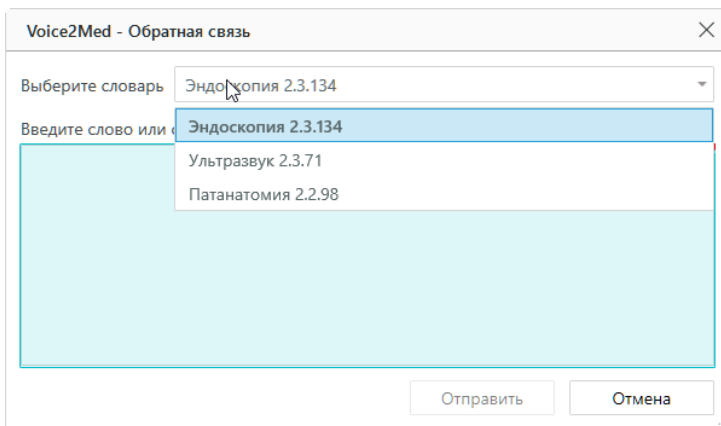 Voice2Med - Обратная связь
Выберите словарь Эндоскопия 2.3.134
Введите слово или
Эндоскопия 2.3.134
Ультразвук 2.3.71
Патанатомия 2.2.98
Отправить Отмена